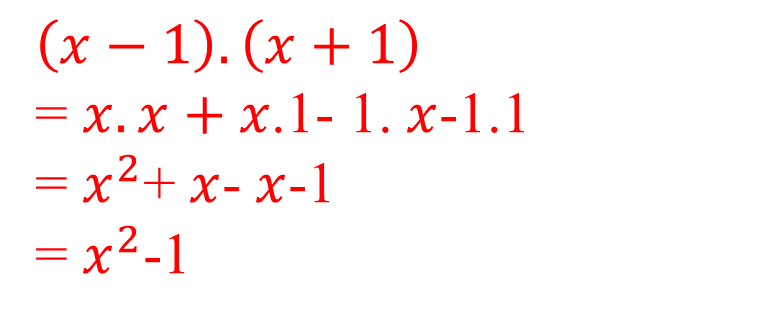 (x − 1).(x + 1)
= x.x + x.1- 1. x-1.1
= x²+ x- x-1
= x²-1